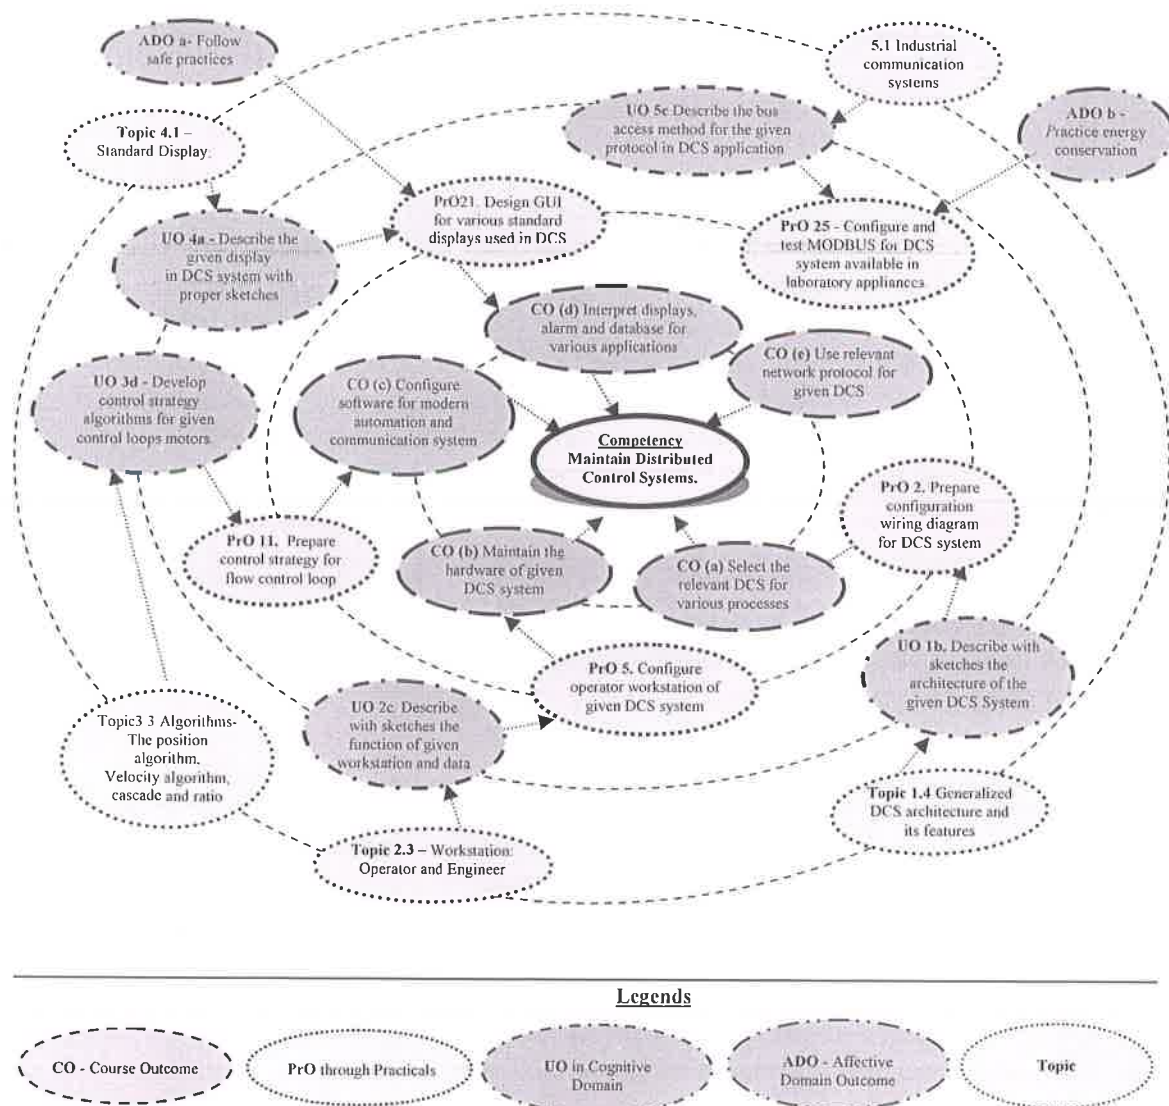 ADO a- Follow
safe practices
5.1 Industrial
communication
systems
Topic 4.1 –
Standard Display.
UO 5c Describe the bus
access method for the given
protocol in DCS application
ADO b -
Practice energy
conservation
PrO21. Design GUI
for various standard
displays used in DCS
UO 4a - Describe the
given display
in DCS system with
proper sketches
PrO 25 - Configure and
test MODBUS for DCS
system available in
laboratory appliances.
CO (d) Interpret displays,
alarm and database for
various applications
CO (e) Use relevant
network protocol for
given DCS
UO 3d - Develop
control strategy
algorithms for given
control loops motors.
CO (c) Configure
software for modern
automation and
communication system
Competency
Maintain Distributed
Control Systems.
PrO 2. Prepare
configuration
wiring diagram
for DCS system
PrO 11. Prepare
control strategy for
flow control loop
CO (b) Maintain the
hardware of given
DCS system
CO (a) Select the
relevant DCS for
various processes
UO 1b. Describe with
sketches the
architecture of the
given DCS System
PrO 5. Configure
operator workstation of
given DCS system
UO 2c. Describe
with sketches the
function of given
workstation and data
Topic3 3 Algorithms-
The position
algorithm.
Velocity algorithm,
cascade and ratio
Topic 1.4 Generalized
DCS architecture and
its features
Topic 2.3 – Workstation:
Operator and Engineer
Legends
CO - Course Outcome
PrO through Practicals
UO in Cognitive
Domain
ADO - Affective
Domain Outcome
Topic